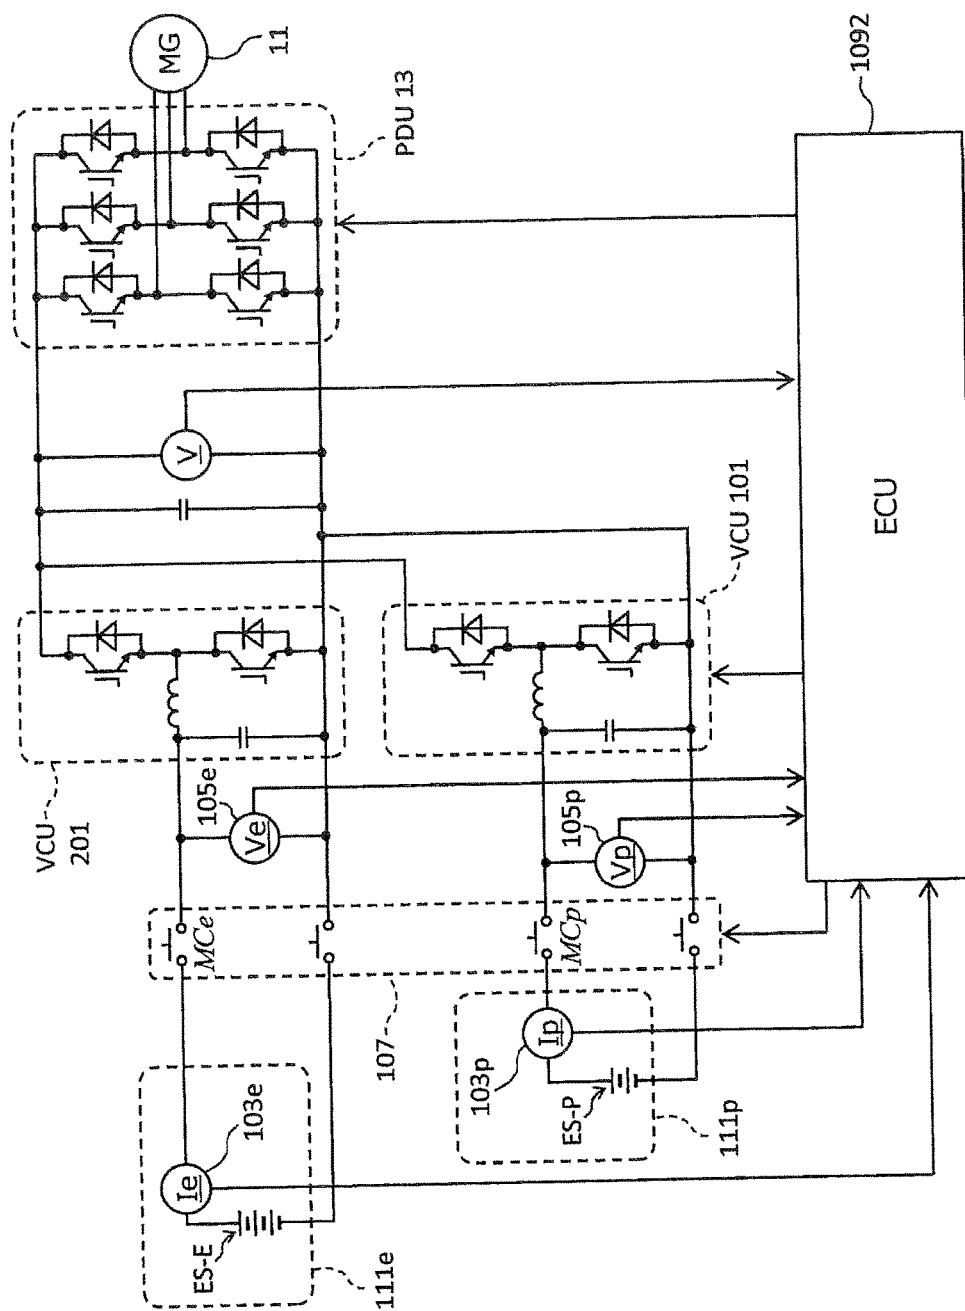 MG
11
PDU 13
V
VCU
201
VCU 101
Ve
105e
Vp
105p
MCe
MCp
107
Ie
103e
ES-E
111e
Ip
103p
ES-P
111p
ECU
1092